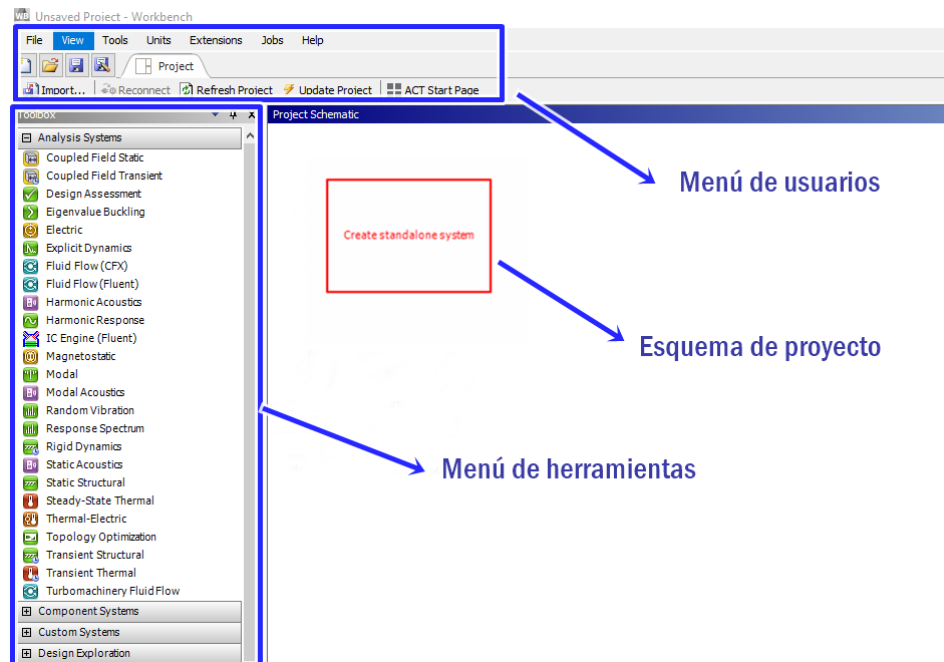 Unsaved Project - Workbench
File View Tools Units Extensions Jobs Help
Project
Import... Reconnect Refresh Project Update Project ACT Start Page
Toolbox
Project Schematic
Analysis Systems
Coupled Field Static
Coupled Field Transient
Design Assessment
Eigenvalue Buckling
Electric
Explicit Dynamics
Fluid Flow (CFX)
Fluid Flow (Fluent)
Harmonic Acoustics
Harmonic Response
IC Engine (Fluent)
Magnetostatic
Modal
Modal Acoustics
Random Vibration
Response Spectrum
Rigid Dynamics
Static Acoustics
Static Structural
Steady-State Thermal
Thermal-Electric
Topology Optimization
Transient Structural
Transient Thermal
Turbomachinery Fluid Flow
Component Systems
Custom Systems
Design Exploration
Create standalone system
Menú de usuarios
Esquema de proyecto
Menú de herramientas